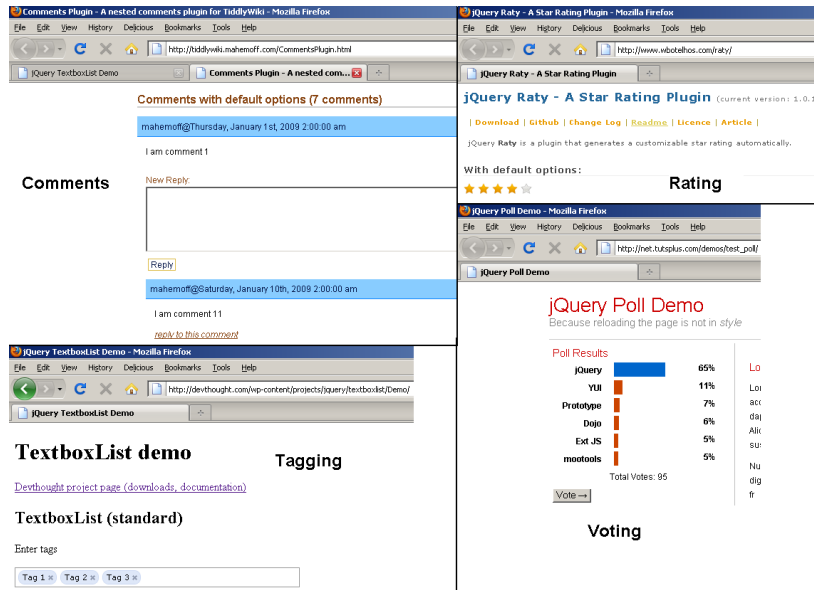 Comments Plugin - A nested comments plugin for TiddlyWiki - Mozilla Firefox
File Edit View History Delicious Bookmarks Tools Help
http://tiddlywiki.mahemoff.com/CommentsPlugin.html
jQuery TextboxList Demo
Comments Plugin - A nested com...
Comments with default options (7 comments)
mahemoff@Thursday, January 1st, 2009 2:00:00 am
I am comment 1
Comments
New Reply:
Reply
mahemoff@Saturday, January 10th, 2009 2:00:00 am
I am comment 11
reply to this comment
jQuery Raty - A Star Rating Plugin - Mozilla Firefox
File Edit View History Delicious Bookmarks Tools Help
http://www.wbotelhos.com/raty/
jQuery Raty - A Star Rating Plugin
jQuery Raty - A Star Rating Plugin (current version: 1.0.1
| Download | Github | Change Log | Readme | Licence | Article |
jQuery Raty is a plugin that generates a customizable star rating automatically.
With default options:
Rating
jQuery TextboxList Demo - Mozilla Firefox
File Edit View History Delicious Bookmarks Tools Help
http://devthought.com/wp-content/projects/jquery/textboxlist/Demo/
jQuery TextboxList Demo
TextboxList demo
Tagging
Devthought project page (downloads, documentation)
TextboxList (standard)
Enter tags
Tag 1 × Tag 2 × Tag 3 ×
jQuery Poll Demo - Mozilla Firefox
File Edit View History Delicious Bookmarks Tools Help
http://net.tutsplus.com/demos/test_poll/
jQuery Poll Demo
jQuery Poll Demo
Because reloading the page is not in style
Poll Results
jQuery 65%
YUI 11%
Prototype 7%
Dojo 6%
Ext JS 5%
mootools 5%
Total Votes: 95
Vote →
Lo
Lor
acc
dap
Alic
sus
Nu
dig
fr
Voting